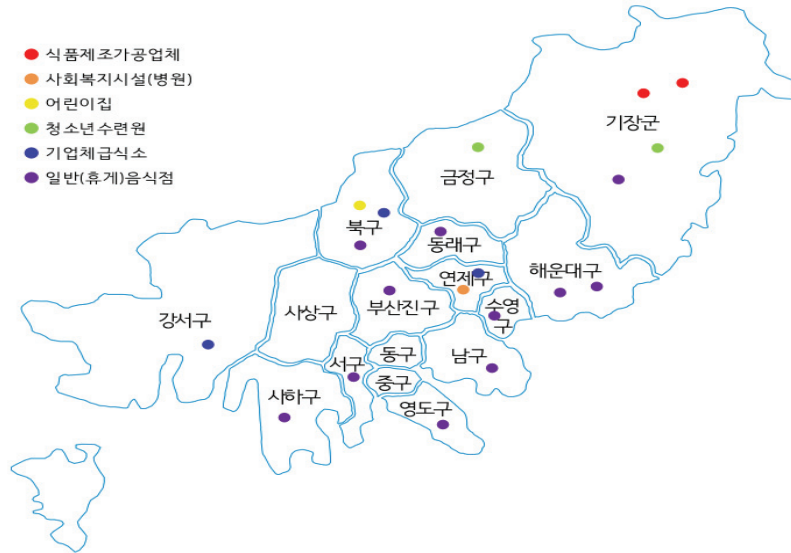 식품제조가공업체
사회복지시설(병원)
어린이집
청소년수련원
기업체급식소
일반(휴게)음식점
기장군
금정구
북구
동래구
해운대구
연제구
부산진구
수영
구
사상구
강서구
동구
남구
서구
중구
사하구
영도구